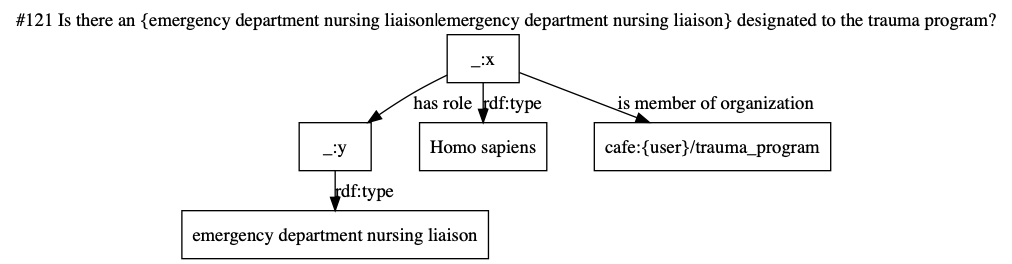 #121 Is there an {emergency department nursing liaison|emergency department nursing liaison} designated to the trauma program?
_:x
has role
rdf:type
is member of organization
_:y
Homo sapiens
cafe:{user}/trauma_program
rdf:type
emergency department nursing liaison